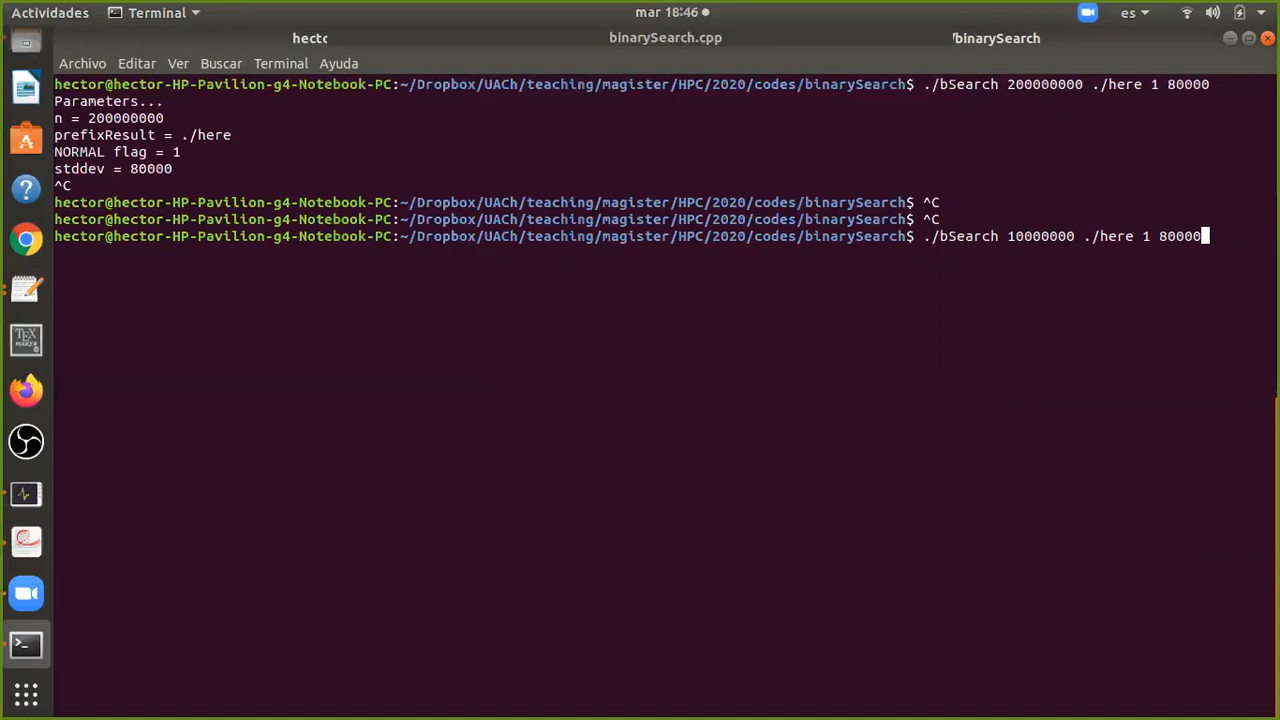 Actividades Terminal mar 18:46 es
hectc binarySearch.cpp /binarySearch
Archivo Editar Ver Buscar Terminal Ayuda
hector@hector-HP-Pavilion-g4-Notebook-PC:~/Dropbox/UACh/teaching/magister/HPC/2020/codes/binarySearch$ ./bSearch 200000000 ./here 1 80000
Parameters...
n = 200000000
prefixResult = ./here
NORMAL flag = 1
stddev = 80000
^C
hector@hector-HP-Pavilion-g4-Notebook-PC:~/Dropbox/UACh/teaching/magister/HPC/2020/codes/binarySearch$ ^C
hector@hector-HP-Pavilion-g4-Notebook-PC:~/Dropbox/UACh/teaching/magister/HPC/2020/codes/binarySearch$ ^C
hector@hector-HP-Pavilion-g4-Notebook-PC:~/Dropbox/UACh/teaching/magister/HPC/2020/codes/binarySearch$ ./bSearch 10000000 ./here 1 80000
TEX
MAKER